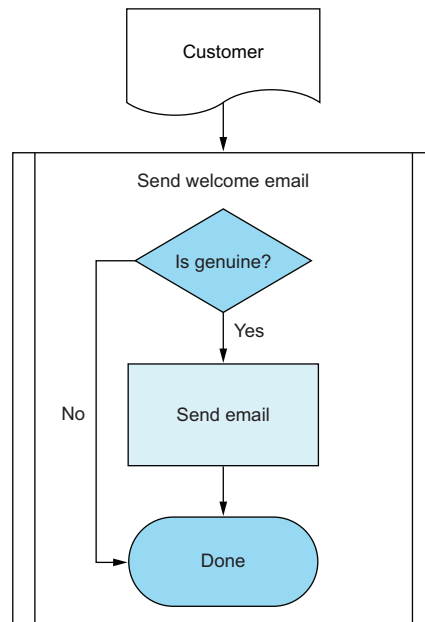 Customer
Send welcome email
Is genuine?
Yes
No
Send email
Done